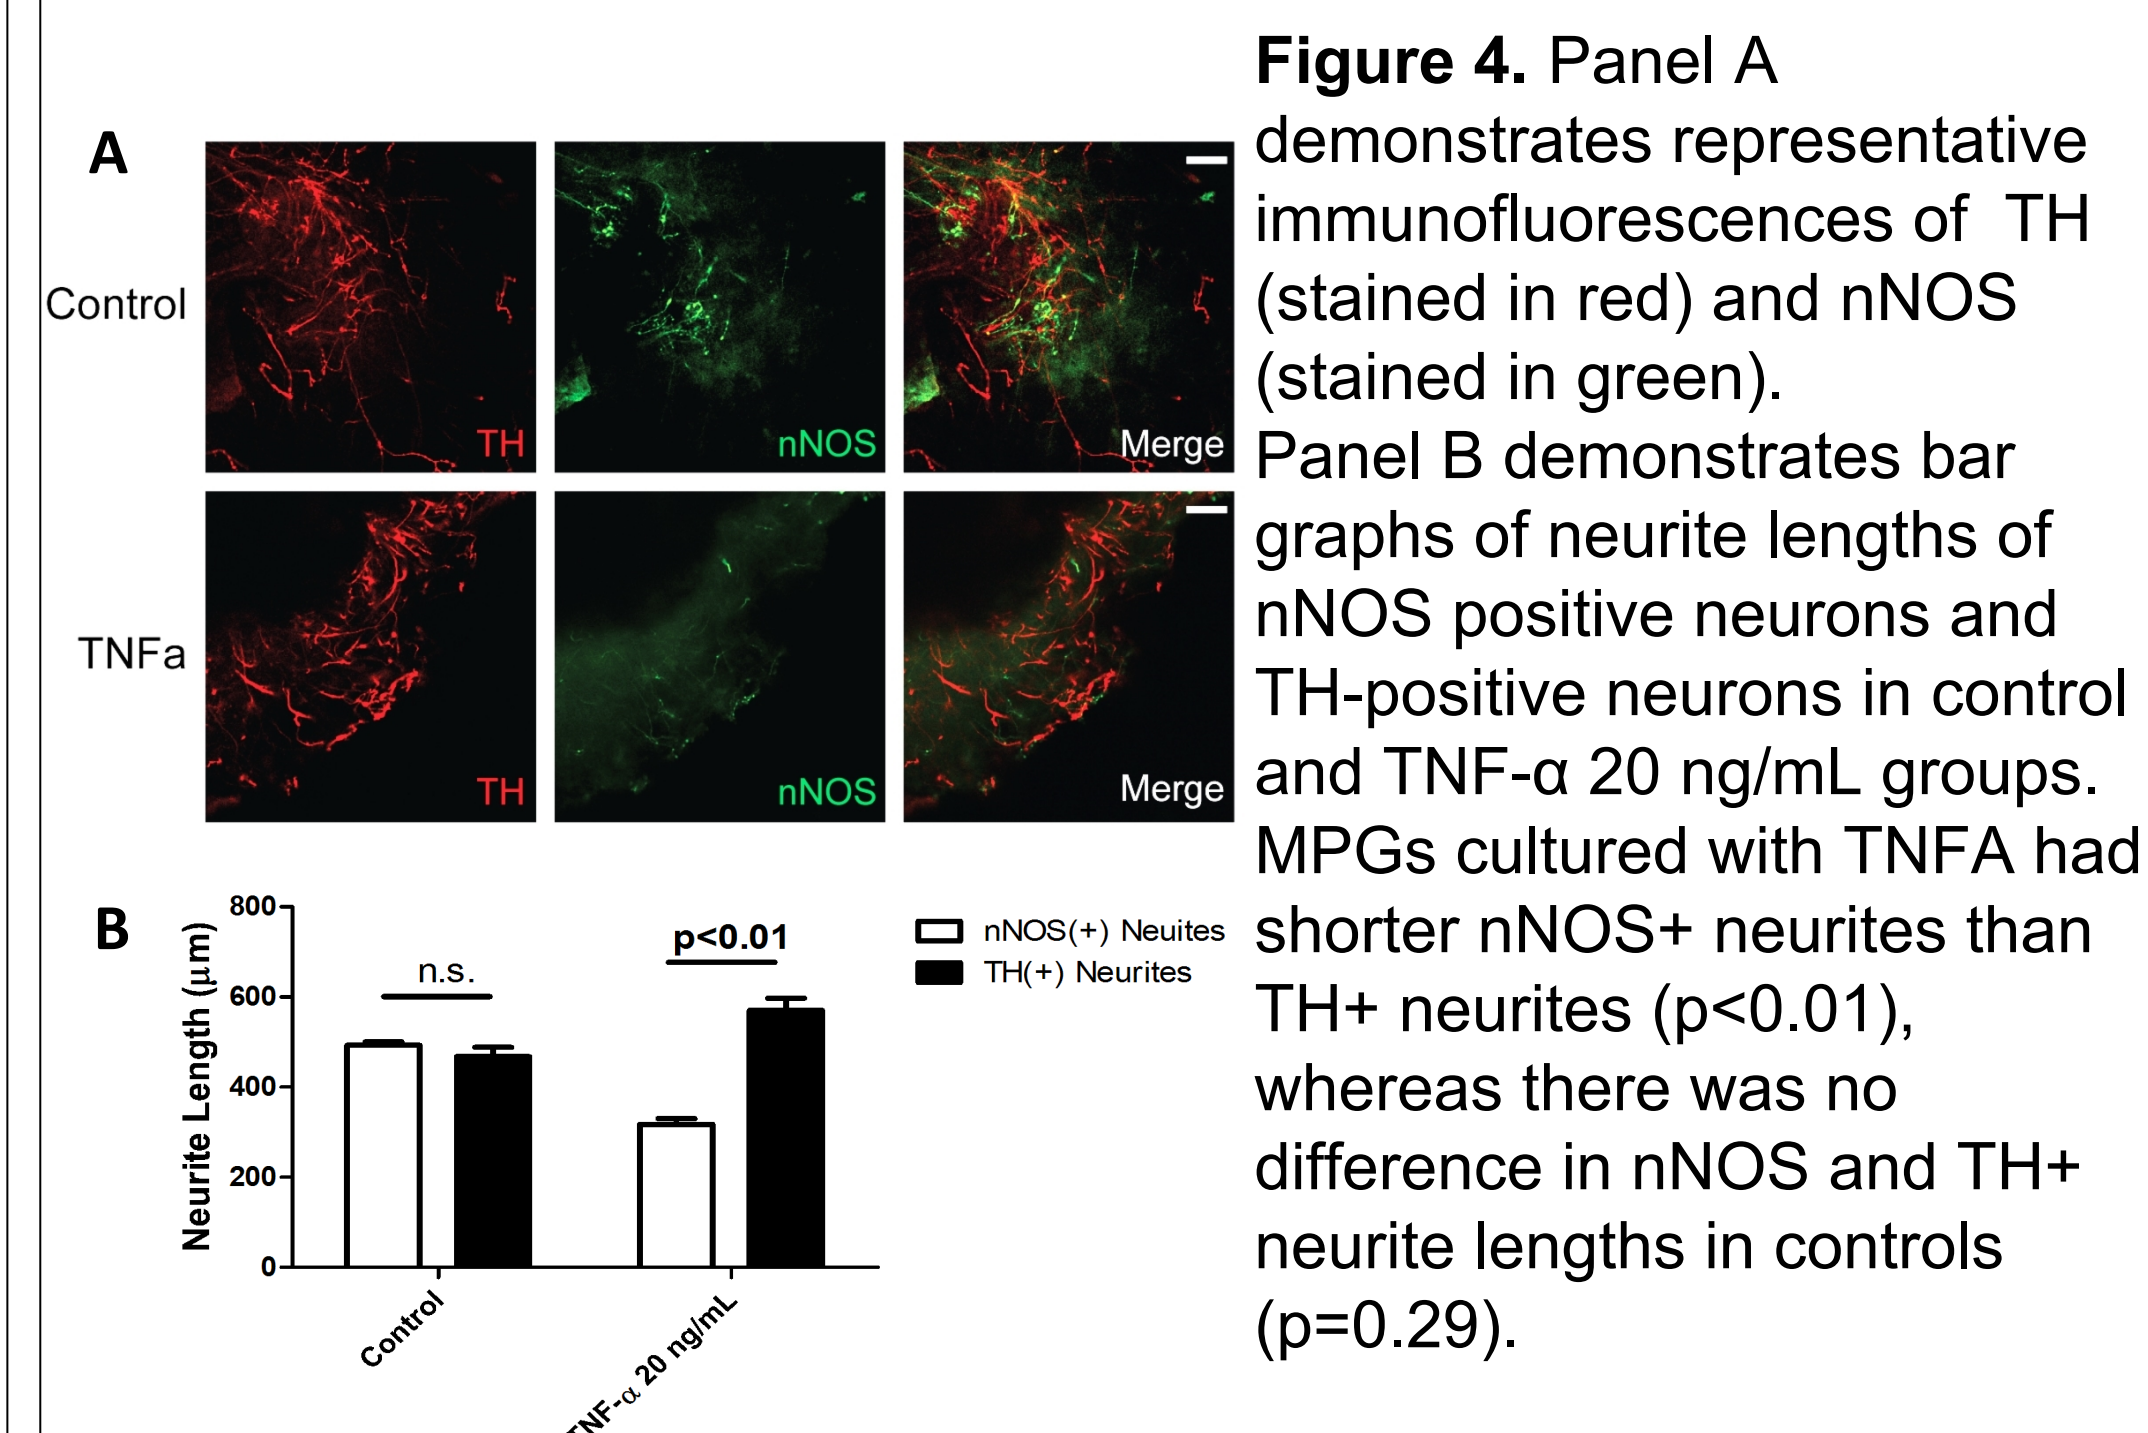 A
Control
TH
nNOS
Merge
TNFa
TH
nNOS
Merge
B
Neurite Length (μm)
800
600
400
200
0
n.s.
p<0.01
nNOS(+) Neuites
TH(+) Neurites
Control
TNF-α 20 ng/mL
Figure 4. Panel A
demonstrates representative
immunofluorescences of TH
(stained in red) and nNOS
(stained in green).
Panel B demonstrates bar
graphs of neurite lengths of
nNOS positive neurons and
TH-positive neurons in control
and TNF-α 20 ng/mL groups.
MPGs cultured with TNFA had
shorter nNOS+ neurites than
TH+ neurites (p<0.01),
whereas there was no
difference in nNOS and TH+
neurite lengths in controls
(p=0.29).